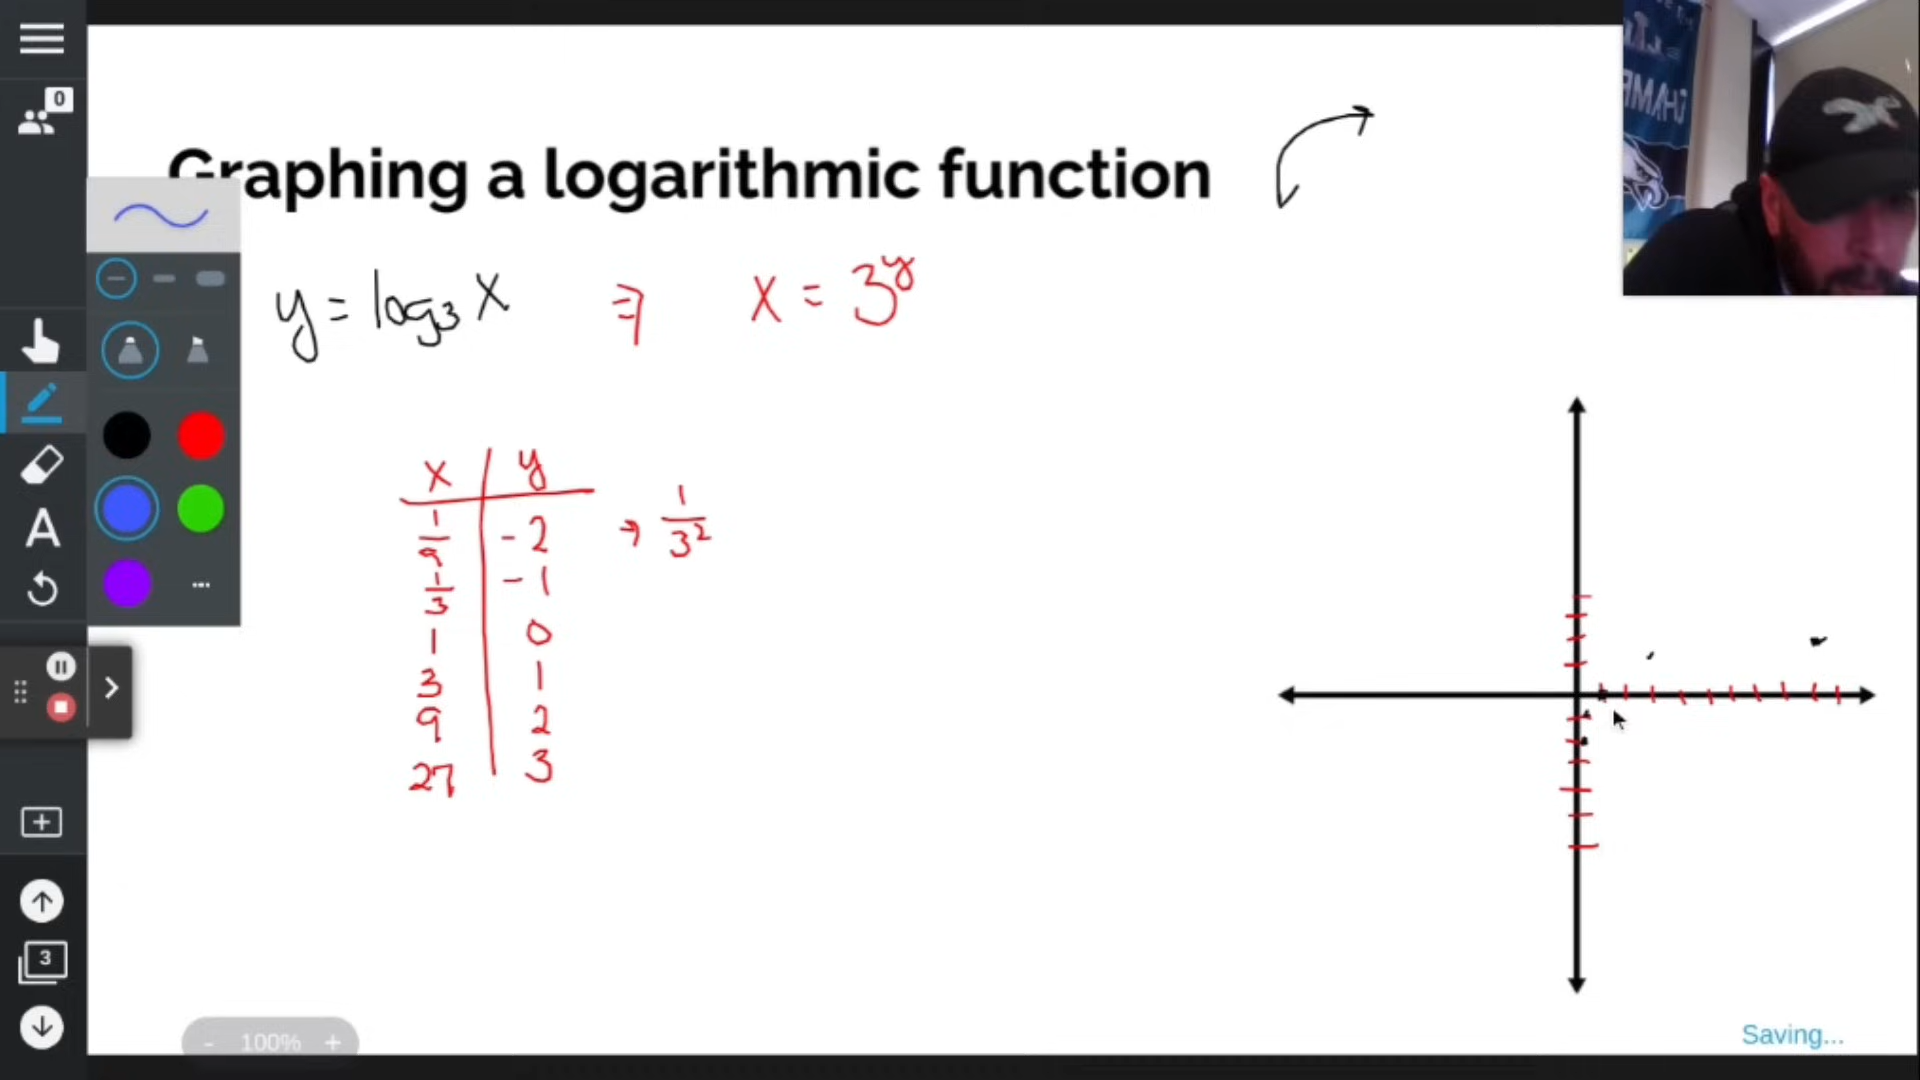 0
Graphing a logarithmic function
y = log₃ X ⇒ x = 3^y
x | y
1/9 | -2 → 1/3²
1/3 | -1
1 | 0
3 | 1
9 | 2
27 | 3
A
...
3
- 100% +
Saving...